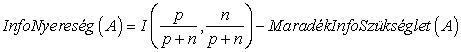 InfoNyereség(A) = I(p/(p+n), n/(p+n)) − MaradékInfoSzükséglet(A)